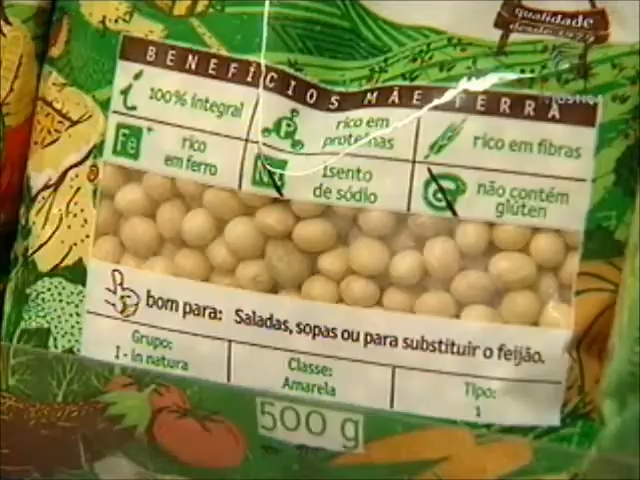 qualidade
desde 1979
BENEFÍCIOS MÃE TERRA
100% integral
rico em
proteínas
rico em fibras
Fe
rico
em ferro
Na
isento
de sódio
não contém
glúten
bom para: Saladas, sopas ou para substituir o feijão.
Grupo:
I - in natura
Classe:
Amarela
Tipo:
1
500 g